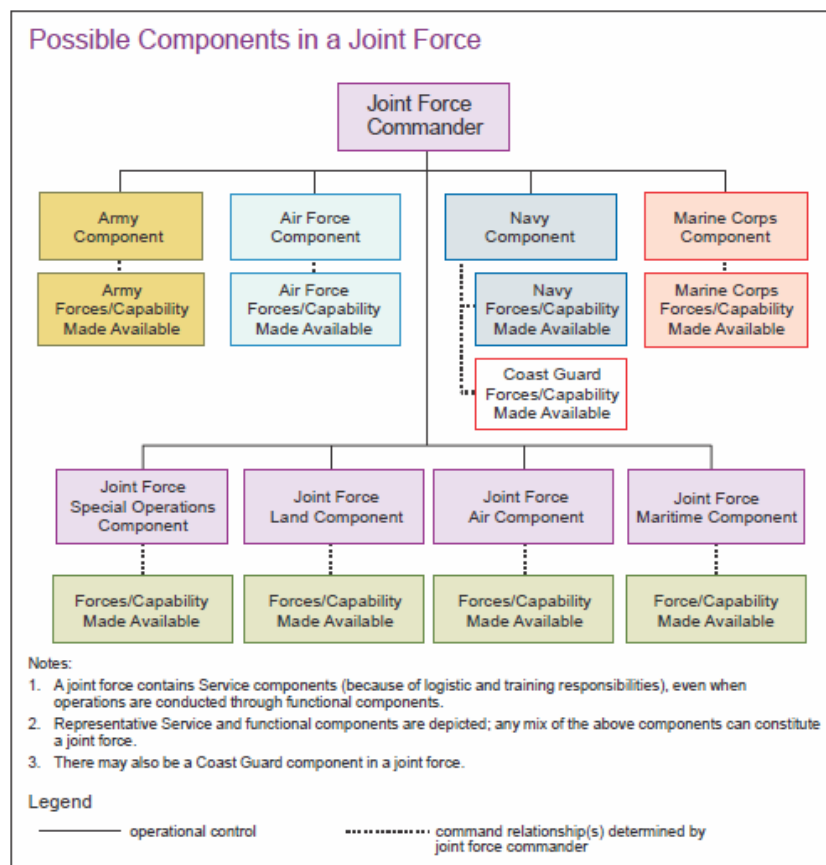 Possible Components in a Joint Force
Joint Force
Commander
Army
Component
Air Force
Component
Navy
Component
Marine Corps
Component
Army
Forces/Capability
Made Available
Air Force
Forces/Capability
Made Available
Navy
Forces/Capability
Made Available
Marine Corps
Forces/Capability
Made Available
Coast Guard
Forces/Capability
Made Available
Joint Force
Special Operations
Component
Joint Force
Land Component
Joint Force
Air Component
Joint Force
Maritime Component
Forces/Capability
Made Available
Forces/Capability
Made Available
Forces/Capability
Made Available
Force/Capability
Made Available
Notes:
1. A joint force contains Service components (because of logistic and training responsibilities), even when
operations are conducted through functional components.
2. Representative Service and functional components are depicted; any mix of the above components can constitute
a joint force.
3. There may also be a Coast Guard component in a joint force.
Legend
operational control
command relationship(s) determined by
joint force commander